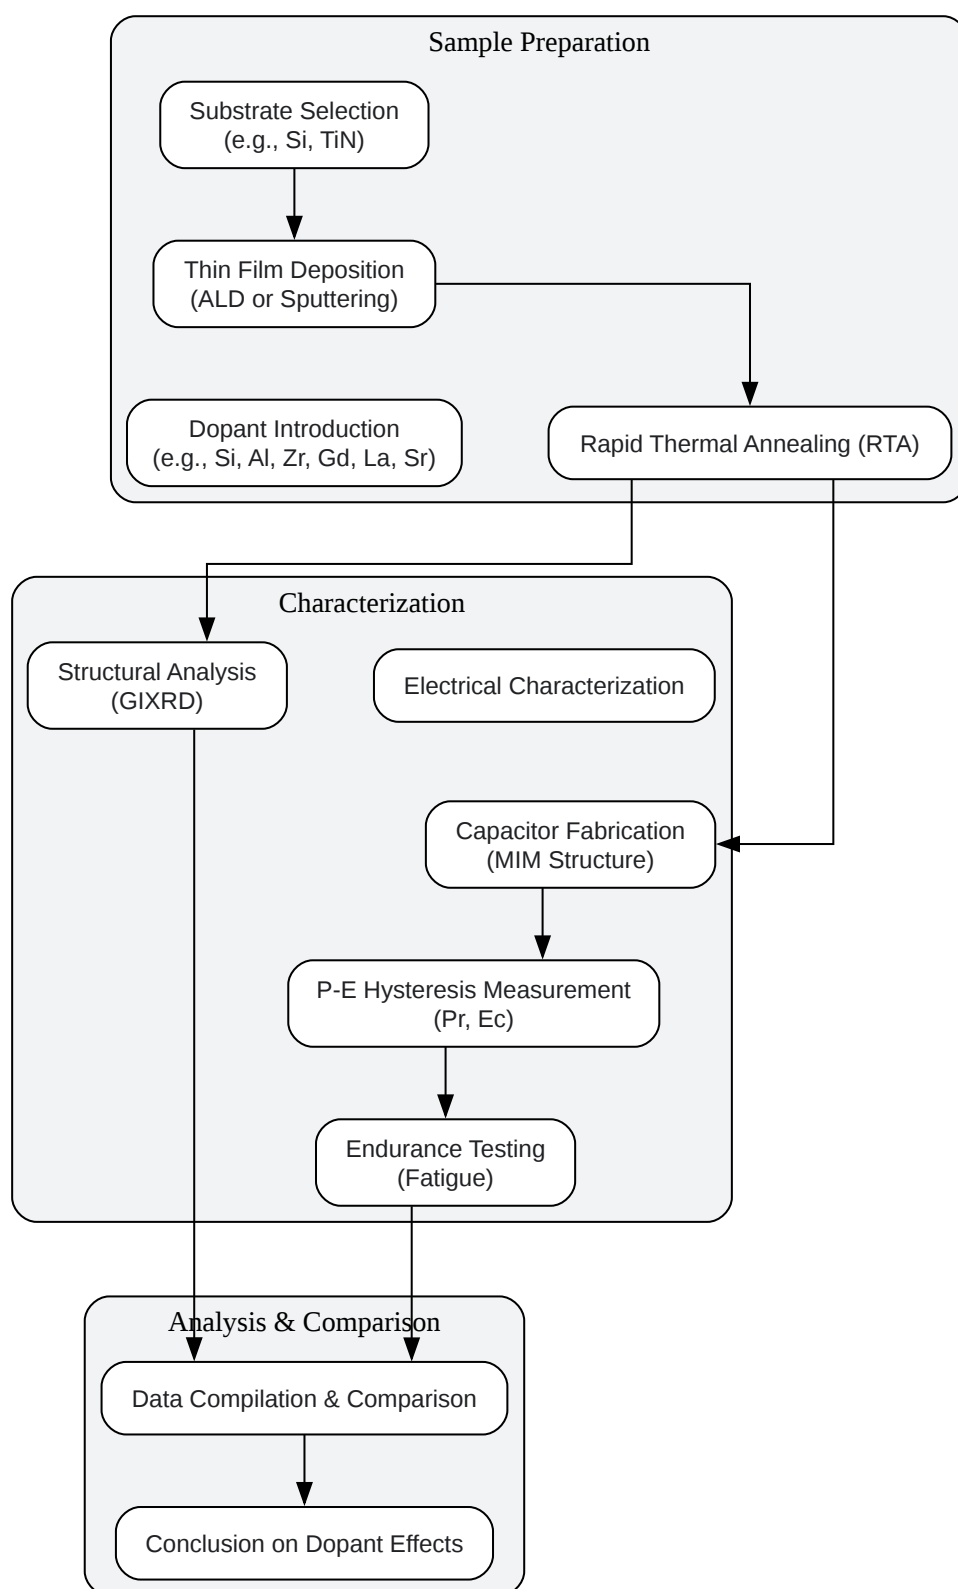 Sample Preparation
Substrate Selection
(e.g., Si, TiN)
Thin Film Deposition
(ALD or Sputtering)
Dopant Introduction
(e.g., Si, Al, Zr, Gd, La, Sr)
Rapid Thermal Annealing (RTA)
Characterization
Structural Analysis
(GIXRD)
Electrical Characterization
Capacitor Fabrication
(MIM Structure)
P-E Hysteresis Measurement
(Pr, Ec)
Endurance Testing
(Fatigue)
Analysis & Comparison
Data Compilation & Comparison
Conclusion on Dopant Effects